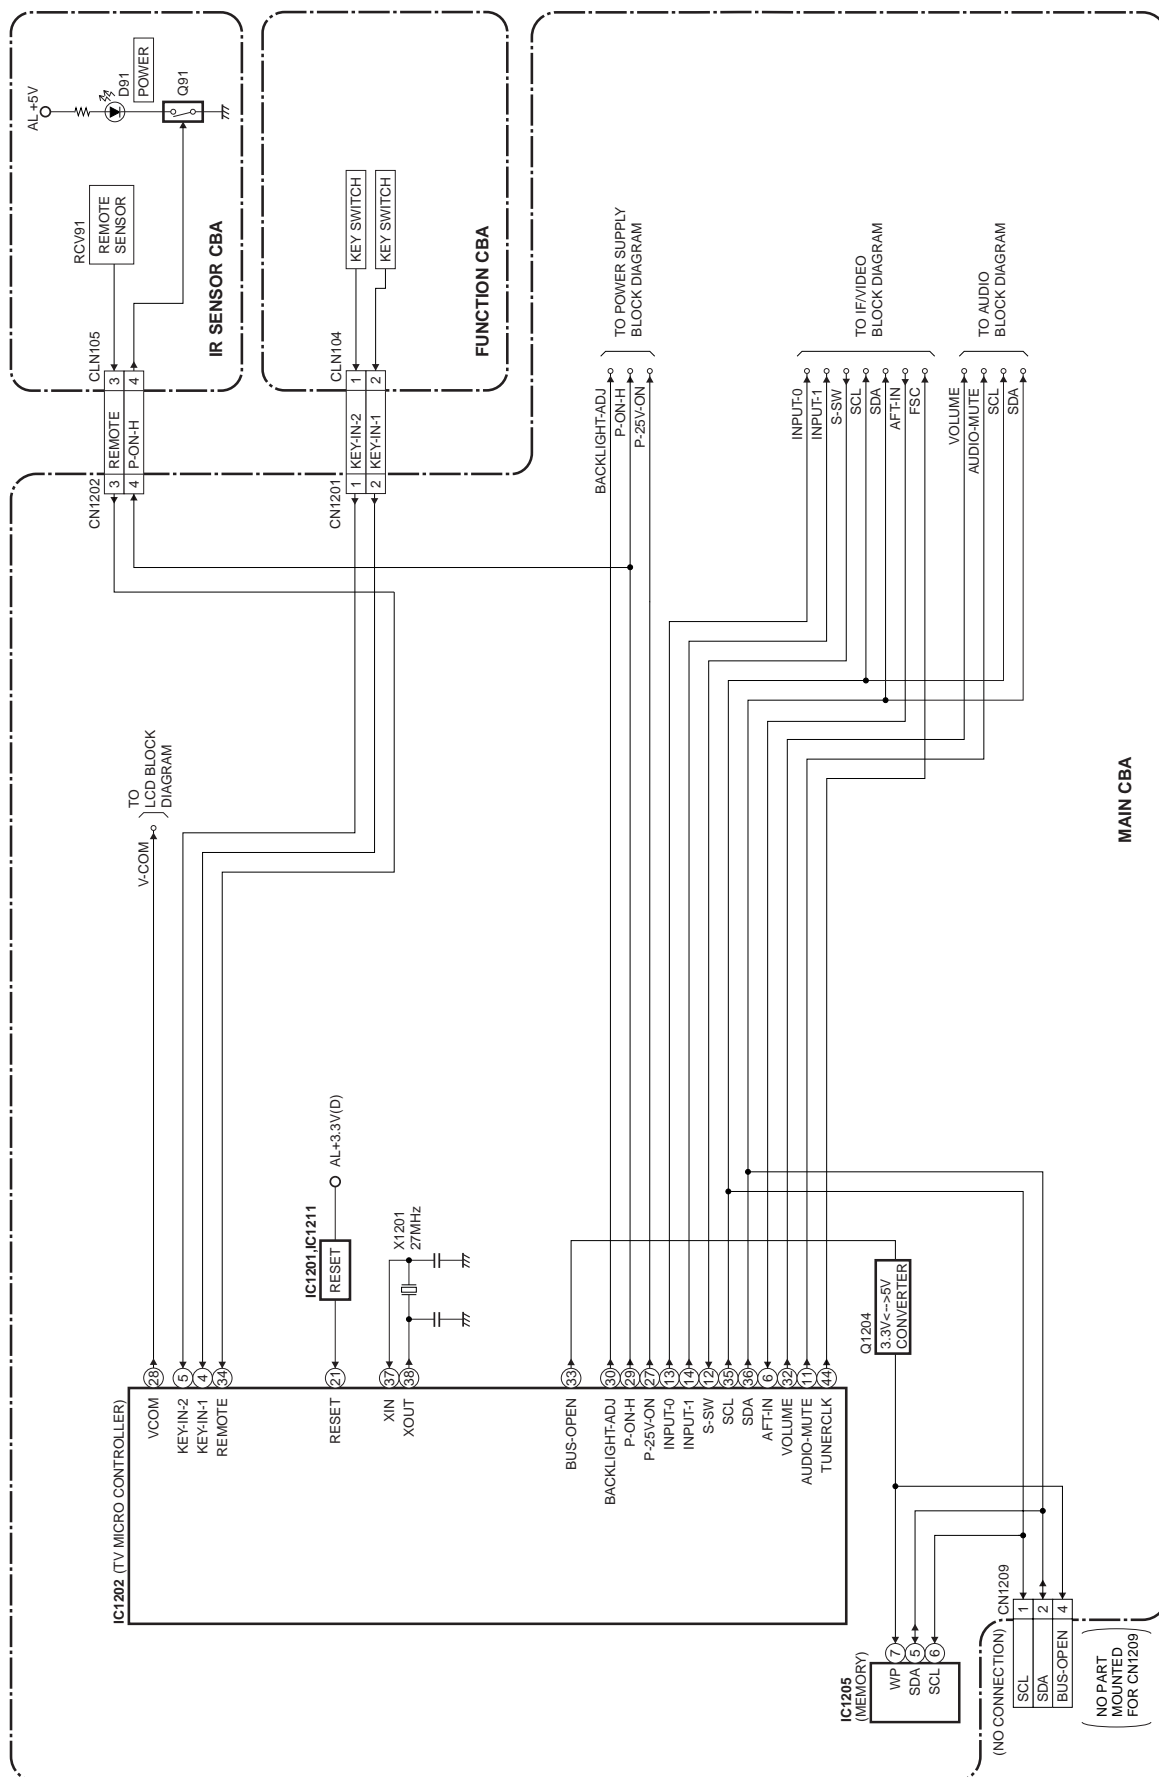 AL+5V
D91
POWER
Q91
RCV91
REMOTE
SENSOR
IR SENSOR CBA
CN1202
CLN105
3
REMOTE
3
4
P-ON-H
4
KEY SWITCH
KEY SWITCH
FUNCTION CBA
CN1201
CLN104
1
KEY-IN-2
1
2
KEY-IN-1
2
V-COM
TO
LCD BLOCK
DIAGRAM
BACKLIGHT-ADJ
P-ON-H
P-25V-ON
TO POWER SUPPLY
BLOCK DIAGRAM
INPUT-0
INPUT-1
S-SW
SCL
SDA
AFT-IN
FSC
TO IF/VIDEO
BLOCK DIAGRAM
VOLUME
AUDIO-MUTE
SCL
SDA
TO AUDIO
BLOCK DIAGRAM
MAIN CBA
IC1201,IC1211
RESET
AL+3.3V(D)
X1201
27MHz
Q1204
3.3V<-->5V
CONVERTER
IC1202 (TV MICRO CONTROLLER)
VCOM
28
KEY-IN-2
5
KEY-IN-1
4
REMOTE
34
RESET
21
XIN
37
XOUT
38
BUS-OPEN
33
BACKLIGHT-ADJ
30
P-ON-H
29
P-25V-ON
27
INPUT-0
13
INPUT-1
14
S-SW
12
SCL
35
SDA
36
AFT-IN
6
VOLUME
32
AUDIO-MUTE
11
TUNERCLK
44
IC1205
(MEMORY)
WP
7
SDA
5
SCL
6
(NO CONNECTION)
CN1209
SCL
1
SDA
2
BUS-OPEN
4
NO PART
MOUNTED
FOR CN1209